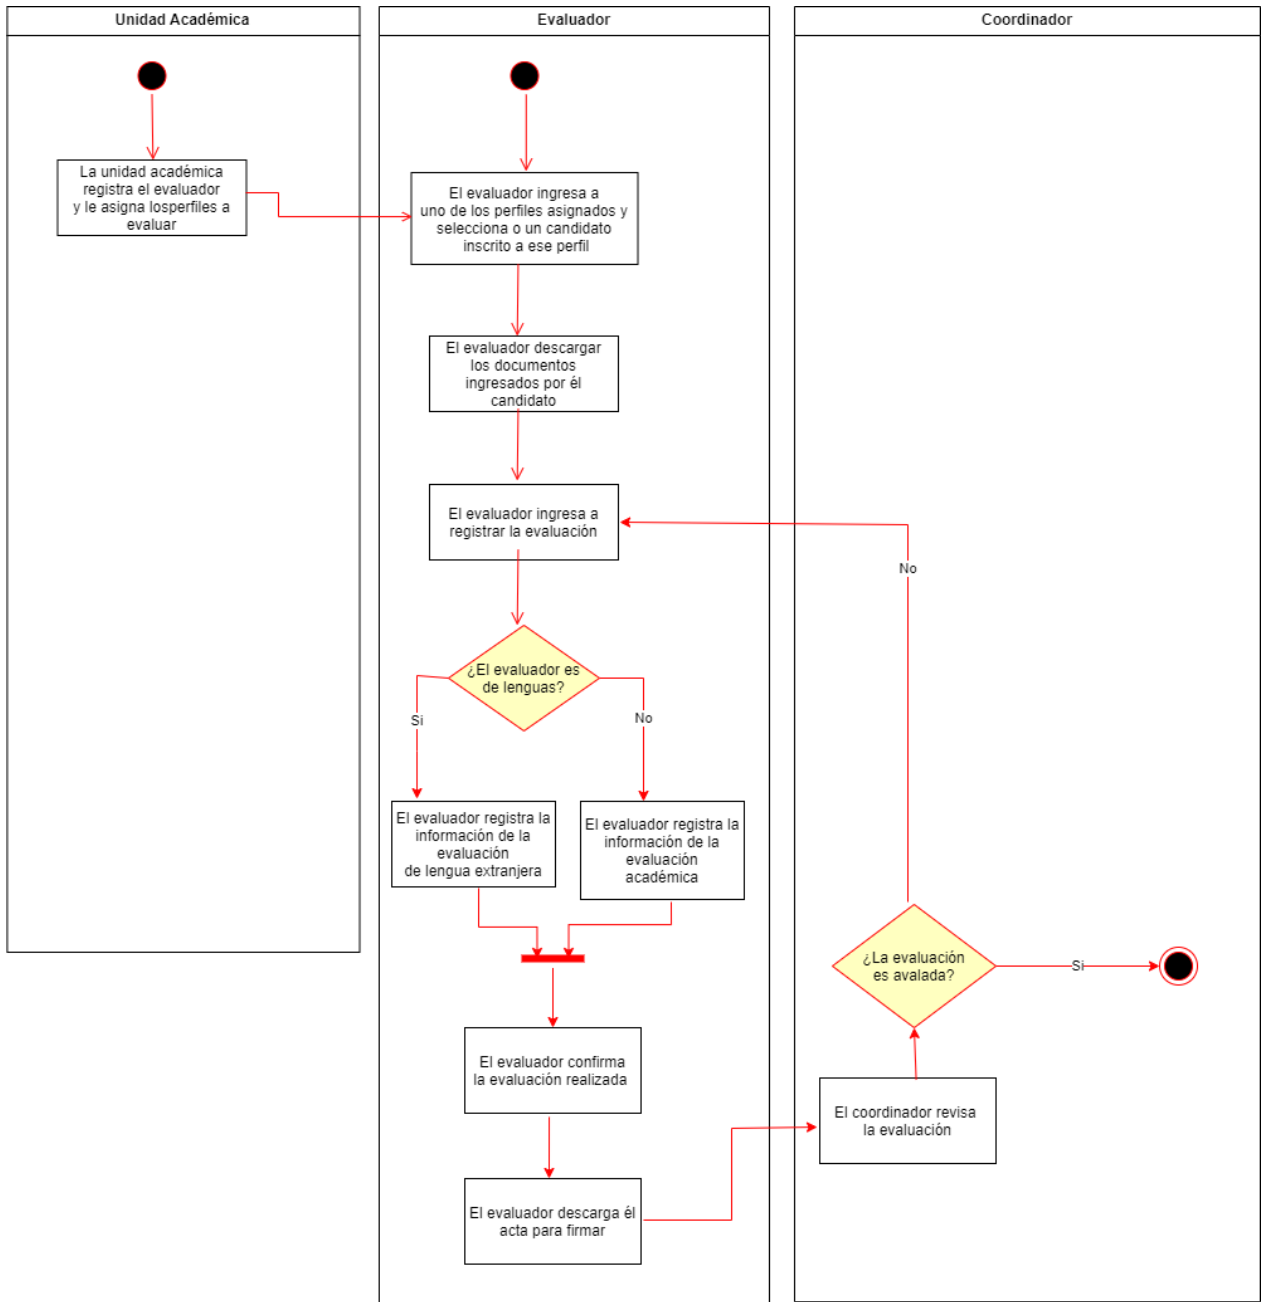 Unidad Académica
Evaluador
Coordinador
La unidad académica
registra el evaluador
y le asigna losperfiles a
evaluar
El evaluador ingresa a
uno de los perfiles asignados y
selecciona o un candidato
inscrito a ese perfil
El evaluador descargar
los documentos
ingresados por él
candidato
El evaluador ingresa a
registrar la evaluación
No
¿El evaluador es
de lenguas?
Si
No
El evaluador registra la
información de la
evaluación
de lengua extranjera
El evaluador registra la
información de la
evaluación
académica
¿La evaluación
es avalada?
Si
El evaluador confirma
la evaluación realizada
El coordinador revisa
la evaluación
El evaluador descarga él
acta para firmar